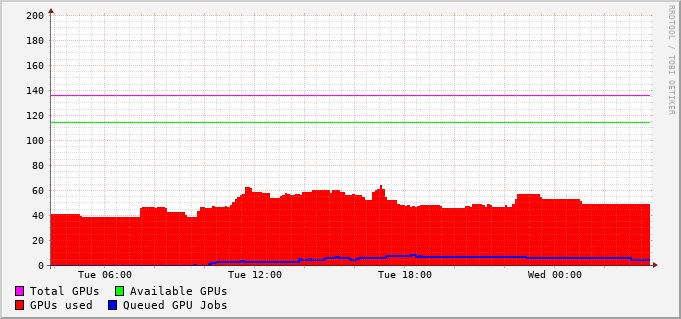 200
180
160
140
120
100
80
60
40
20
0
Tue 06:00 Tue 12:00 Tue 18:00 Wed 00:00
Total GPUs Available GPUs
GPUs used Queued GPU Jobs
RRDTOOL / TOBI OETIKER